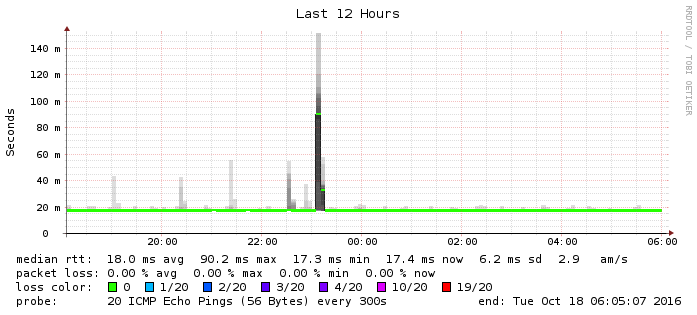 Last 12 Hours
RRDTOOL / TOBI OETIKER
Seconds
140 m
120 m
100 m
80 m
60 m
40 m
20 m
0
20:00 22:00 00:00 02:00 04:00 06:00
median rtt: 18.0 ms avg 90.2 ms max 17.3 ms min 17.4 ms now 6.2 ms sd 2.9 am/s
packet loss: 0.00 % avg 0.00 % max 0.00 % min 0.00 % now
loss color: 0 1/20 2/20 3/20 4/20 10/20 19/20
probe: 20 ICMP Echo Pings (56 Bytes) every 300s end: Tue Oct 18 06:05:07 2016